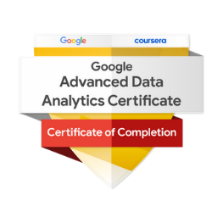 Google coursera
Google
Advanced Data
Analytics Certificate
Certificate of Completion